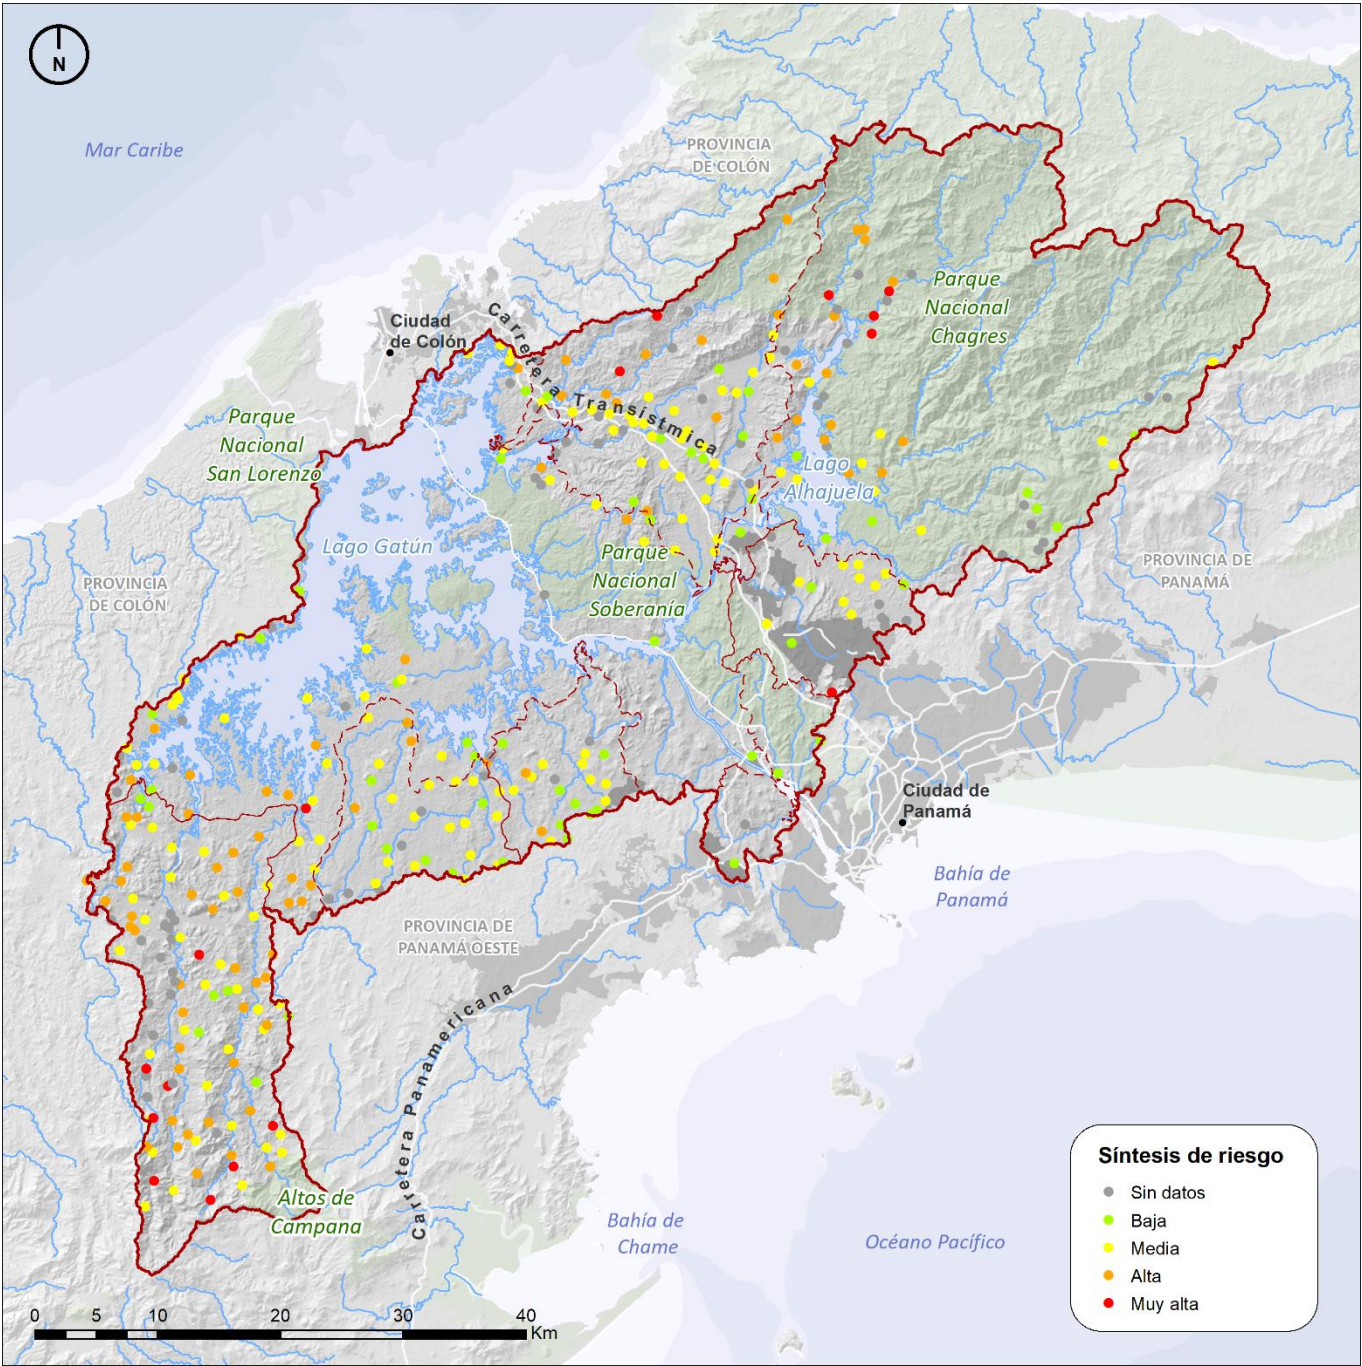 N
Mar Caribe
PROVINCIA
DE COLÓN
Parque
Nacional
Chagres
Ciudad
de Colón
Carretera Transístmica
Parque
Nacional
San Lorenzo
Lago
Alhajuela
Lago Gatún
Parque
Nacional
Soberanía
PROVINCIA
DE COLÓN
PROVINCIA DE
PANAMÁ
Ciudad de
Panamá
Bahía de
Panamá
PROVINCIA DE
PANAMÁ OESTE
Carretera Panamericana
Altos de
Campana
Bahía de
Chame
Océano Pacífico
Síntesis de riesgo
Sin datos
Baja
Media
Alta
Muy alta
0 5 10 20 30 40
Km